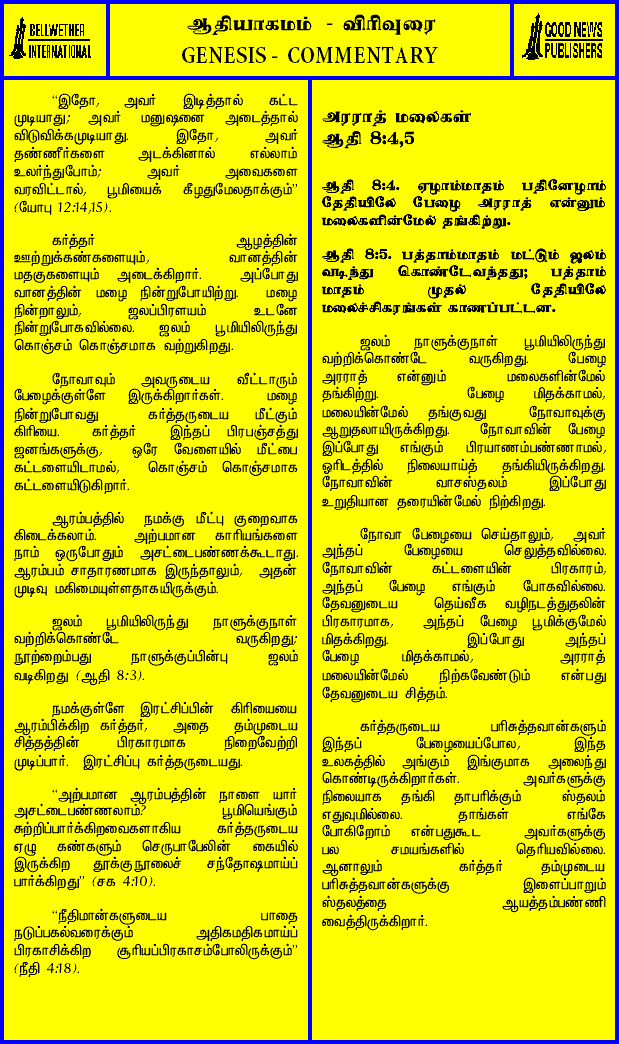 BELLWETHER
INTERNATIONAL
ஆதியாகமம் - விரிவுரை
GENESIS - COMMENTARY
GOOD NEWS
PUBLISHERS
“இதோ, அவர் இடித்தால் கட்ட
முடியாது; அவர் மனுஷனை அடைத்தால்
விடுவிக்கமுடியாது. இதோ, அவர்
தண்ணீர்களை அடக்கினால் எல்லாம்
உலர்ந்துபோம்; அவர் அவைகளை
வரவிட்டால், பூமியைக் கீழதுமேலதாக்கும்”
(யோபு 12:14,15).
கர்த்தர் ஆழத்தின்
ஊற்றுக்கண்களையும், வானத்தின்
மதகுகளையும் அடைக்கிறார். அப்போது
வானத்தின் மழை நின்றுபோயிற்று. மழை
நின்றாலும், ஜலப்பிரளயம் உடனே
நின்றுபோகவில்லை. ஜலம் பூமியிலிருந்து
கொஞ்சம் கொஞ்சமாக வற்றுகிறது.
நோவாவும் அவருடைய வீட்டாரும்
பேழைக்குள்ளே இருக்கிறார்கள். மழை
நின்றுபோவது கர்த்தருடைய மீட்கும்
கிரியை. கர்த்தர் இந்தப் பிரபஞ்சத்து
ஜனங்களுக்கு, ஒரே வேளையில் மீட்பை
கட்டளையிடாமல், கொஞ்சம் கொஞ்சமாக
கட்டளையிடுகிறார்.
ஆரம்பத்தில் நமக்கு மீட்பு குறைவாக
கிடைக்கலாம். அற்பமான காரியங்களை
நாம் ஒருபோதும் அசட்டைபண்ணக்கூடாது.
ஆரம்பம் சாதாரணமாக இருந்தாலும், அதன்
முடிவு மகிமையுள்ளதாகயிருக்கும்.
ஜலம் பூமியிலிருந்து நாளுக்குநாள்
வற்றிக்கொண்டே வருகிறது;
நூற்றைம்பது நாளுக்குப்பின்பு ஜலம்
வடிகிறது (ஆதி 8:3).
நமக்குள்ளே இரட்சிப்பின் கிரியையை
ஆரம்பிக்கிற கர்த்தர், அதை தம்முடைய
சித்தத்தின் பிரகாரமாக நிறைவேற்றி
முடிப்பார். இரட்சிப்பு கர்த்தருடையது.
“அற்பமான ஆரம்பத்தின் நாளை யார்
அசட்டைபண்ணலாம்? பூமியெங்கும்
சுற்றிப்பார்க்கிறவைகளாகிய கர்த்தருடைய
ஏழு கண்களும் செருபாபேலின் கையில்
இருக்கிற தூக்குநூலைச் சந்தோஷமாய்ப்
பார்க்கிறது” (சக 4:10).
“நீதிமான்களுடைய பாதை
நடுப்பகல்வரைக்கும் அதிகமதிகமாய்ப்
பிரகாசிக்கிற சூரியப்பிரகாசம்போலிருக்கும்”
(நீதி 4:18).
அரராத் மலைகள்
ஆதி 8:4,5
ஆதி 8:4. ஏழாம்மாதம் பதினேழாம்
தேதியிலே பேழை அரராத் என்னும்
மலைகளின்மேல் தங்கிற்று.
ஆதி 8:5. பத்தாம்மாதம் மட்டும் ஜலம்
வடிந்து கொண்டேவந்தது; பத்தாம்
மாதம் முதல் தேதியிலே
மலைச்சிகரங்கள் காணப்பட்டன.
ஜலம் நாளுக்குநாள் பூமியிலிருந்து
வற்றிக்கொண்டே வருகிறது. பேழை
அரராத் என்னும் மலைகளின்மேல்
தங்கிற்று. பேழை மிதக்காமல்,
மலையின்மேல் தங்குவது நோவாவுக்கு
ஆறுதலாயிருக்கிறது. நோவாவின் பேழை
இப்போது எங்கும் பிரயாணம்பண்ணாமல்,
ஓரிடத்தில் நிலையாய்த் தங்கியிருக்கிறது.
நோவாவின் வாசஸ்தலம் இப்போது
உறுதியான தரையின்மேல் நிற்கிறது.
நோவா பேழையை செய்தாலும், அவர்
அந்தப் பேழையை செலுத்தவில்லை.
நோவாவின் கட்டளையின் பிரகாரம்,
அந்தப் பேழை எங்கும் போகவில்லை.
தேவனுடைய தெய்வீக வழிநடத்துதலின்
பிரகாரமாக, அந்தப் பேழை பூமிக்குமேல்
மிதக்கிறது. இப்போது அந்தப்
பேழை மிதக்காமல், அரராத்
மலையின்மேல் நிற்கவேண்டும் என்பது
தேவனுடைய சித்தம்.
கர்த்தருடைய பரிசுத்தவான்களும்
இந்தப் பேழையைப்போல, இந்த
உலகத்தில் அங்கும் இங்குமாக அலைந்து
கொண்டிருக்கிறார்கள். அவர்களுக்கு
நிலையாக தங்கி தாபரிக்கும் ஸ்தலம்
எதுவுமில்லை. தாங்கள் எங்கே
போகிறோம் என்பதுகூட அவர்களுக்கு
பல சமயங்களில் தெரியவில்லை.
ஆனாலும் கர்த்தர் தம்முடைய
பரிசுத்தவான்களுக்கு இளைப்பாறும்
ஸ்தலத்தை ஆயத்தம்பண்ணி
வைத்திருக்கிறார்.